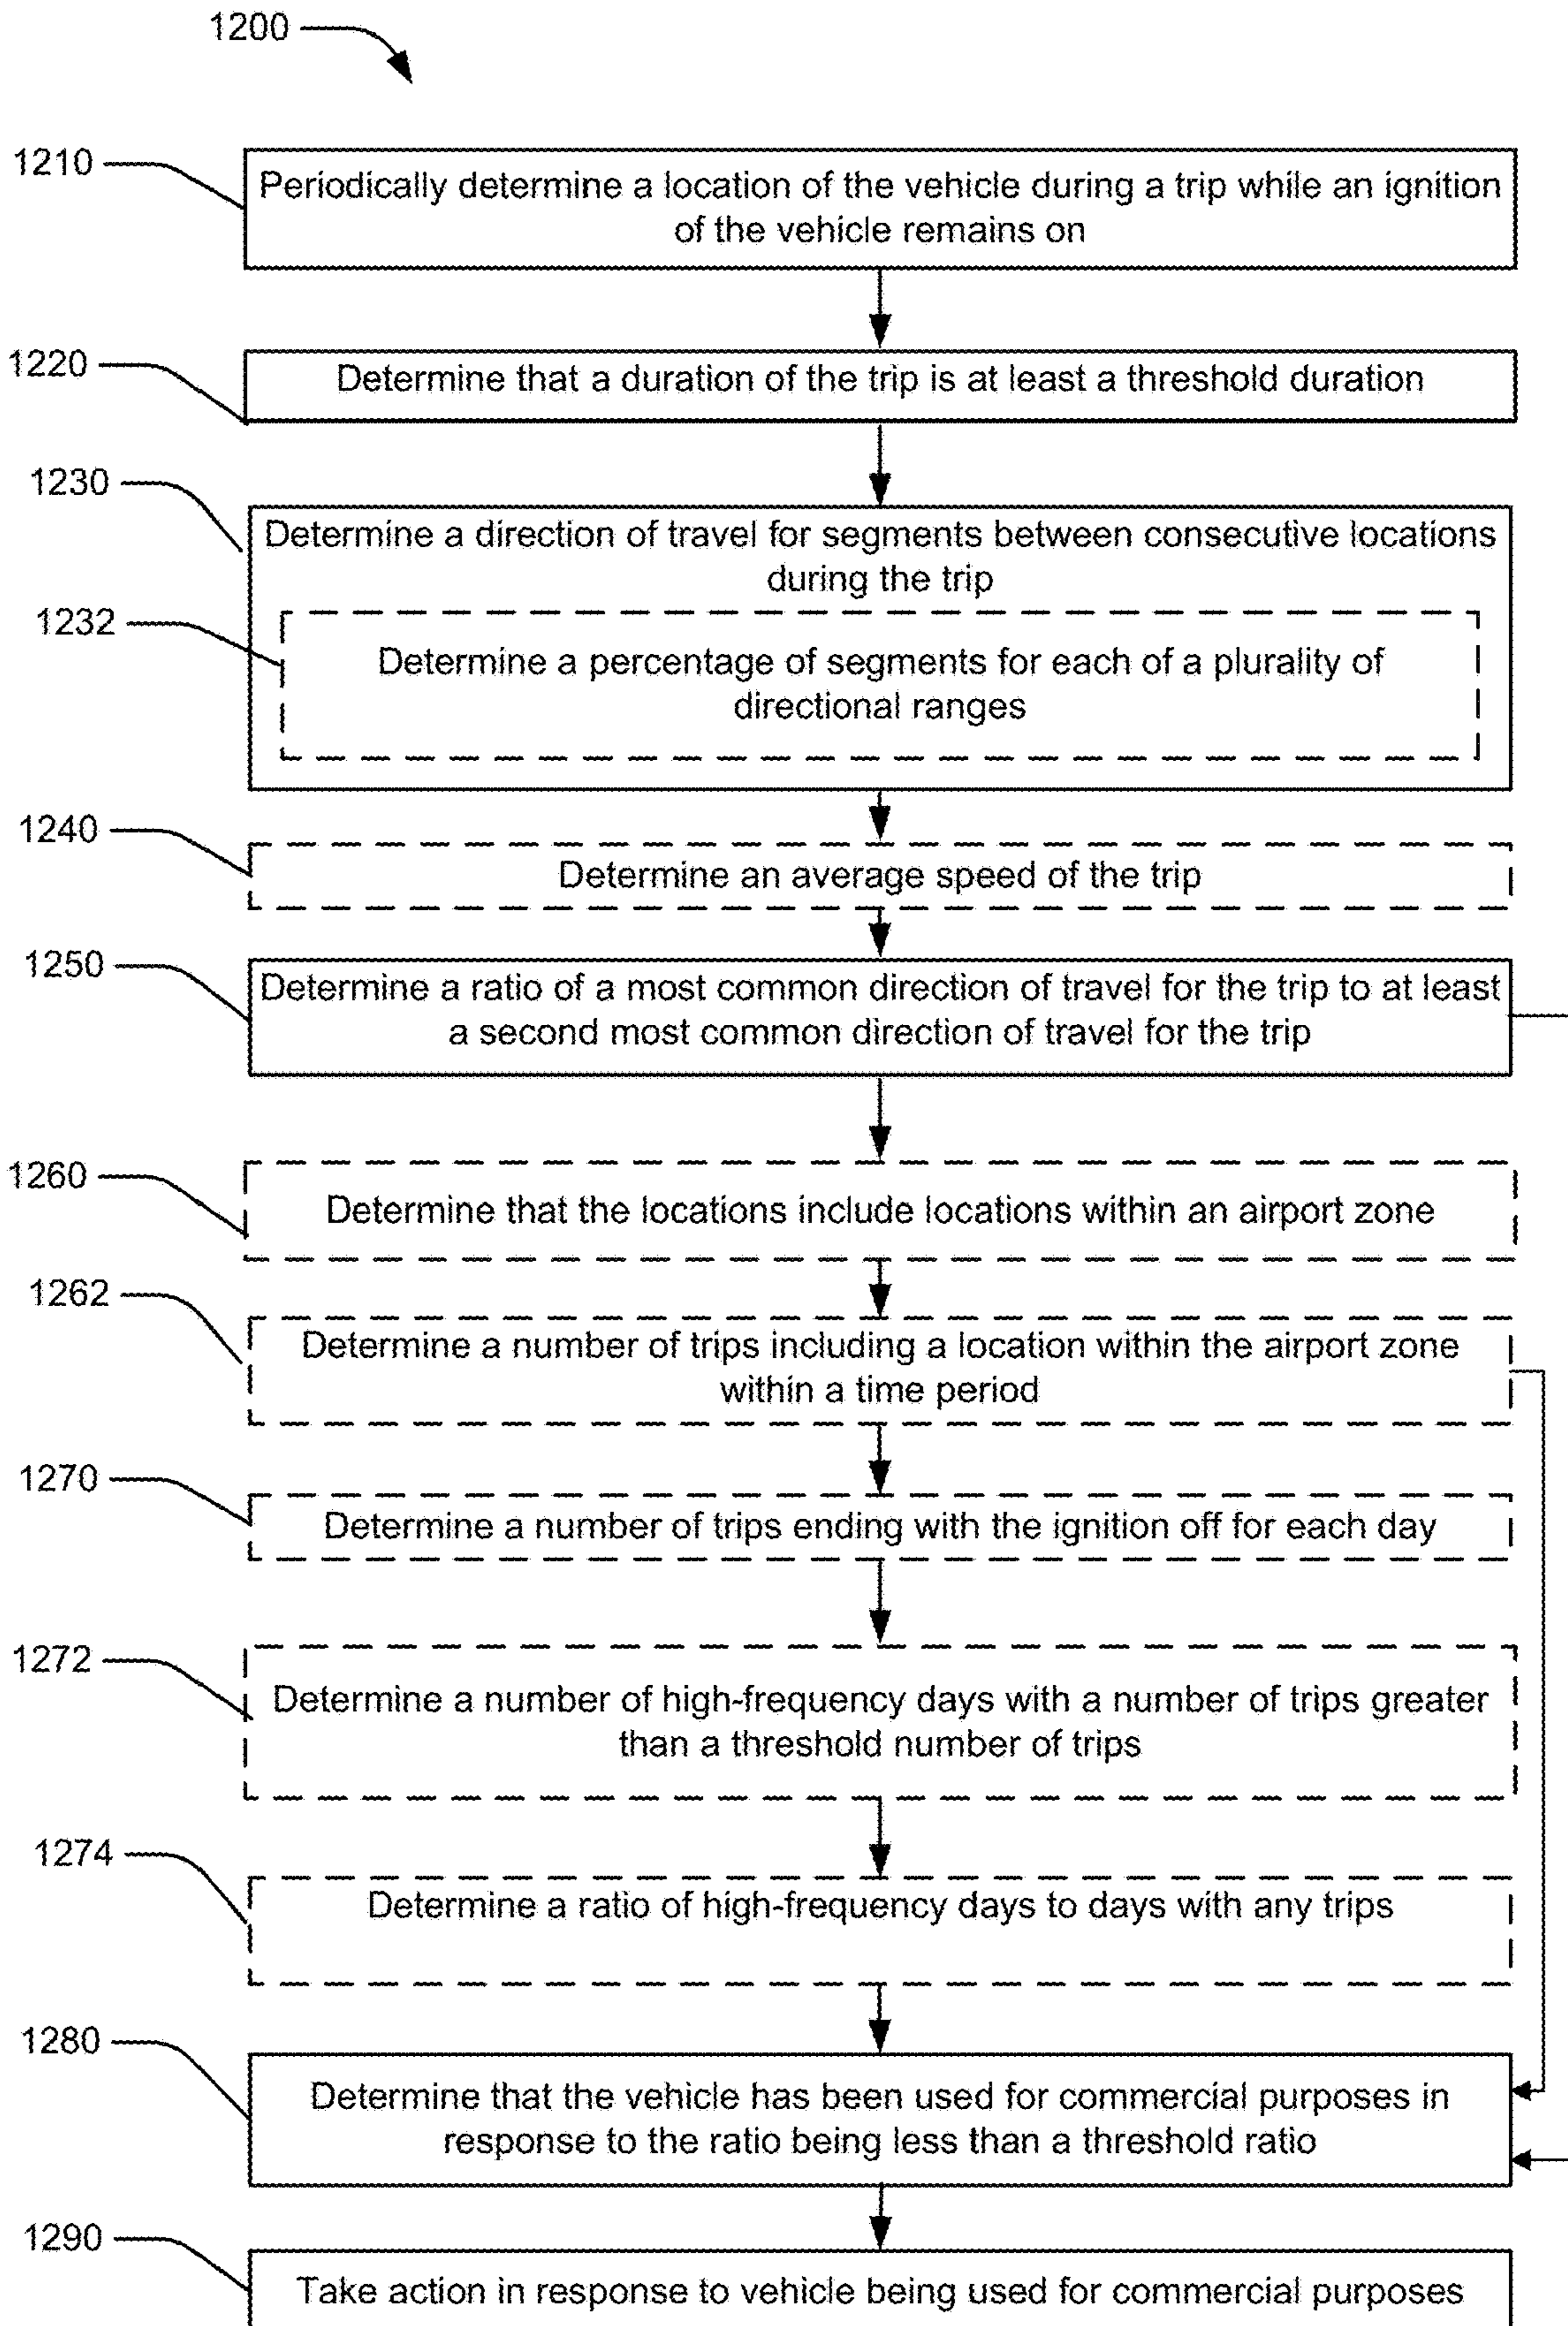 1200
1210
Periodically determine a location of the vehicle during a trip while an ignition
of the vehicle remains on
1220
Determine that a duration of the trip is at least a threshold duration
1230
Determine a direction of travel for segments between consecutive locations
during the trip
1232
Determine a percentage of segments for each of a plurality of
directional ranges
1240
Determine an average speed of the trip
1250
Determine a ratio of a most common direction of travel for the trip to at least
a second most common direction of travel for the trip
1260
Determine that the locations include locations within an airport zone
1262
Determine a number of trips including a location within the airport zone
within a time period
1270
Determine a number of trips ending with the ignition off for each day
1272
Determine a number of high-frequency days with a number of trips greater
than a threshold number of trips
1274
Determine a ratio of high-frequency days to days with any trips
1280
Determine that the vehicle has been used for commercial purposes in
response to the ratio being less than a threshold ratio
1290
Take action in response to vehicle being used for commercial purposes